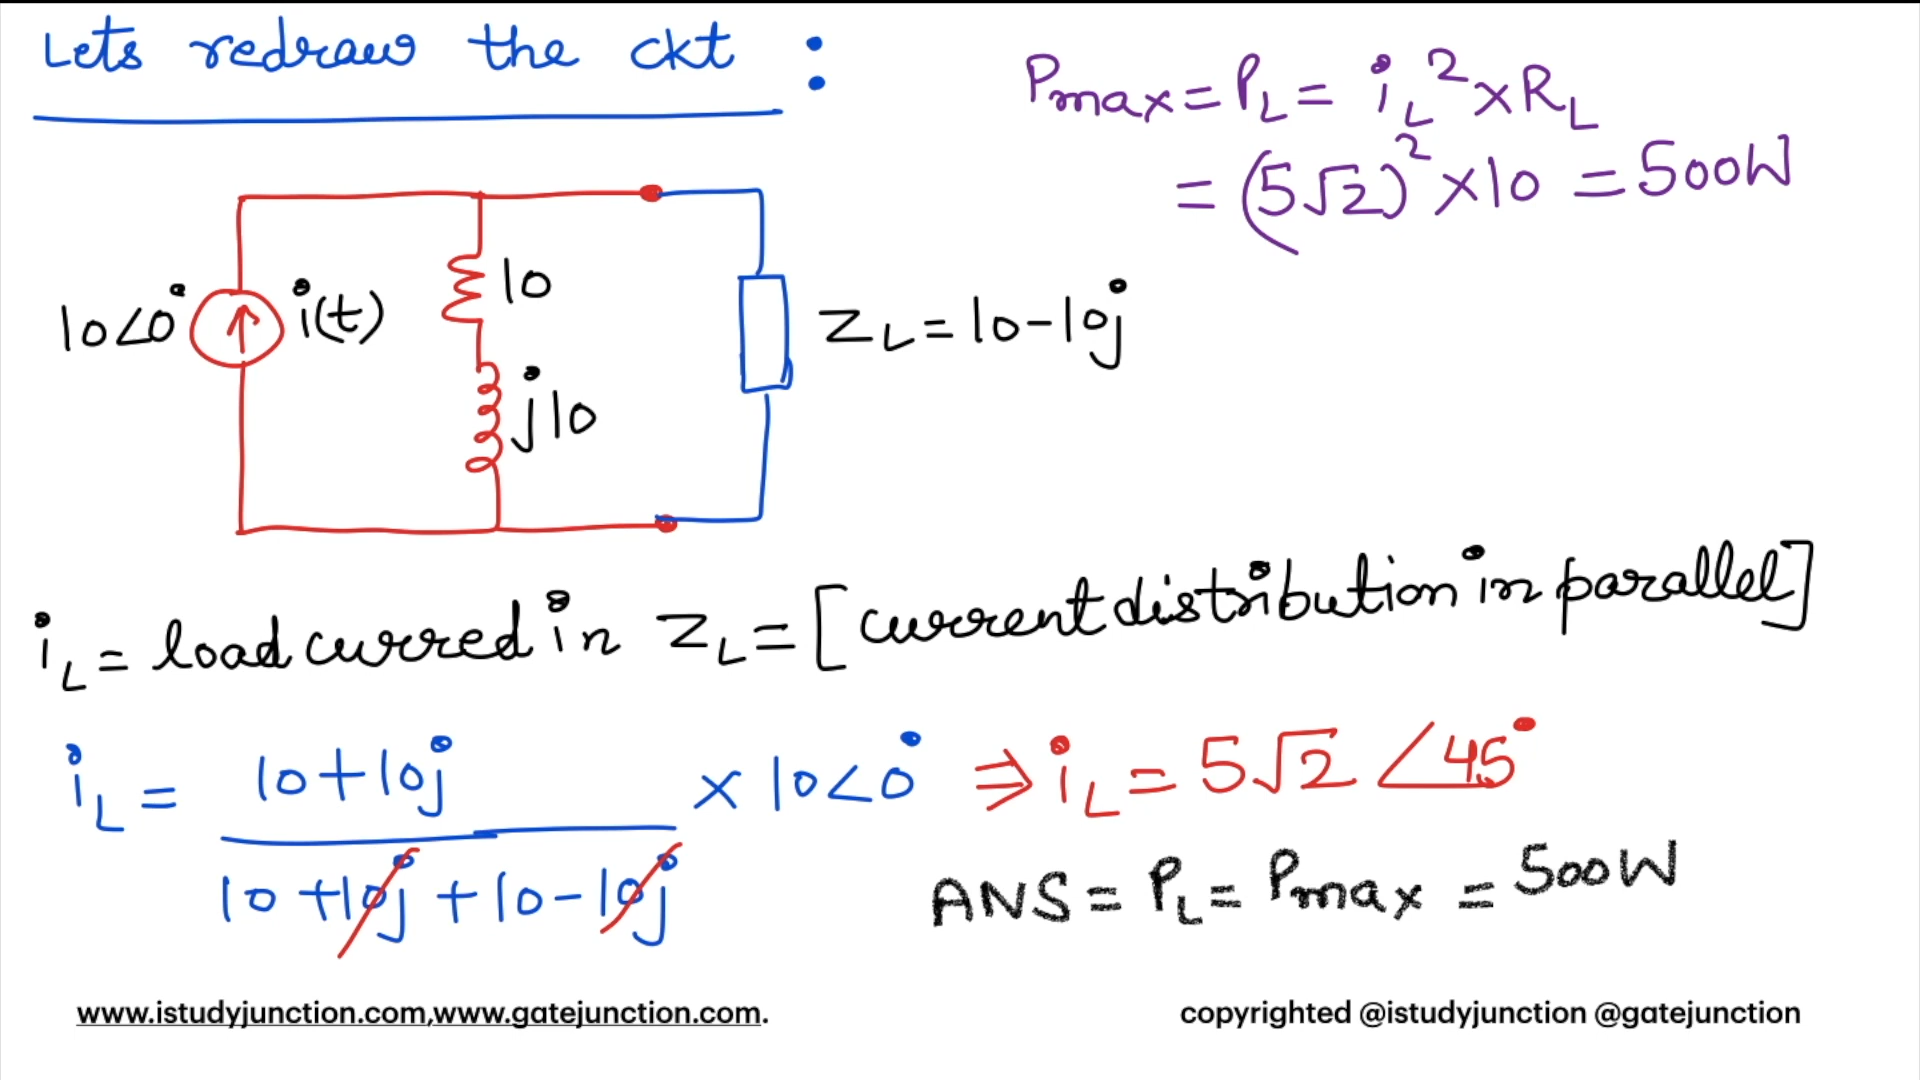 Lets redraw the ckt :
Pmax = PL = iL² × RL
= (5√2)² × 10 = 500W
10∠0° i(t)
10
j10
ZL = 10 - 10j
iL = load curred in ZL = [current distribution in parallel]
iL = 10 + 10j / 10 + 10j + 10 - 10j × 10∠0° ⇒ iL = 5√2 ∠45°
ANS = PL = Pmax = 500W
www.istudyjunction.com,www.gatejunction.com.
copyrighted @istudyjunction @gatejunction